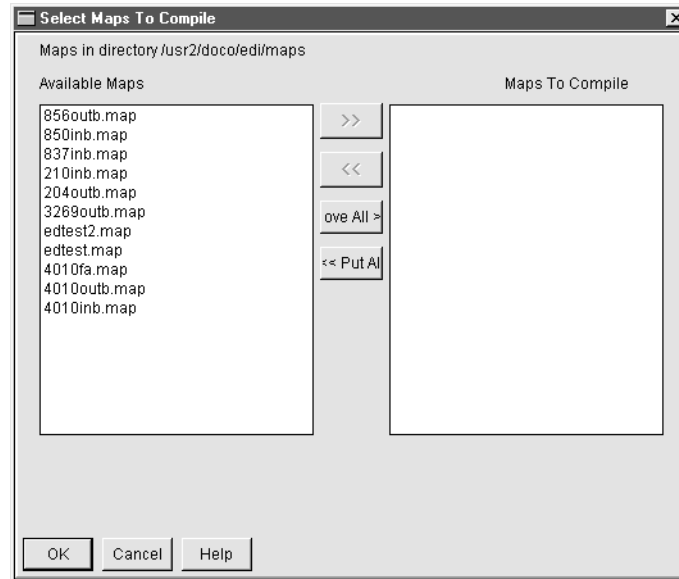 Select Maps To Compile
Maps in directory /usr2/doco/edi/maps
Available Maps
Maps To Compile
856outb.map
850inb.map
837inb.map
210inb.map
204outb.map
3269outb.map
edtest2.map
edtest.map
4010fa.map
4010outb.map
4010inb.map
>>
<<
ove All >
<< Put Al
OK
Cancel
Help